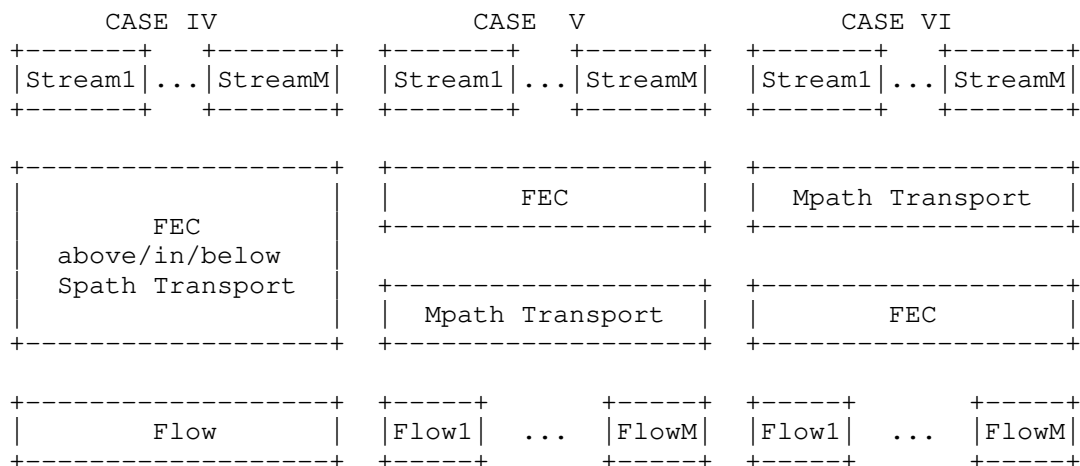 CASE IV CASE V CASE VI
+-------+ +-------+ +-------+ +-------+ +-------+ +-------+
|Stream1|...|StreamM| |Stream1|...|StreamM| |Stream1|...|StreamM|
+-------+ +-------+ +-------+ +-------+ +-------+ +-------+
+-------------------+ +-------------------+ +-------------------+
| | | FEC | | Mpath Transport |
| FEC | +-------------------+ +-------------------+
| above/in/below |
| Spath Transport | +-------------------+ +-------------------+
| | | Mpath Transport | | FEC |
+-------------------+ +-------------------+ +-------------------+
+-------------------+ +-----+ +-----+ +-----+ +-----+
| Flow | |Flow1| ... |FlowM| |Flow1| ... |FlowM|
+-------------------+ +-----+ +-----+ +-----+ +-----+